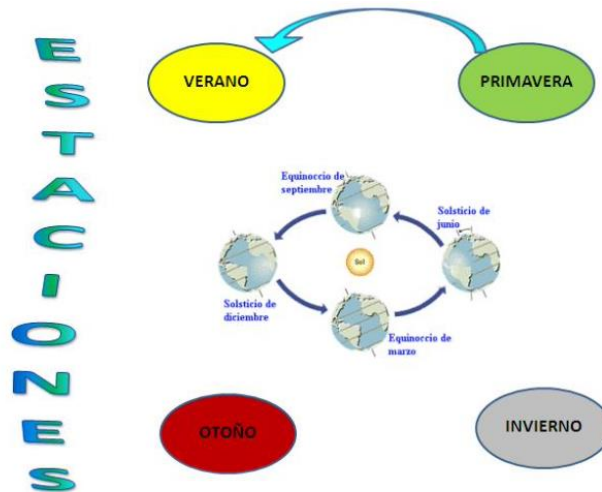 ESTACIONES
VERANO
PRIMAVERA
Equinoccio de
septiembre
Solsticio de
junio
Sol
Solsticio de
diciembre
Equinoccio de
marzo
OTOÑO
INVIERNO